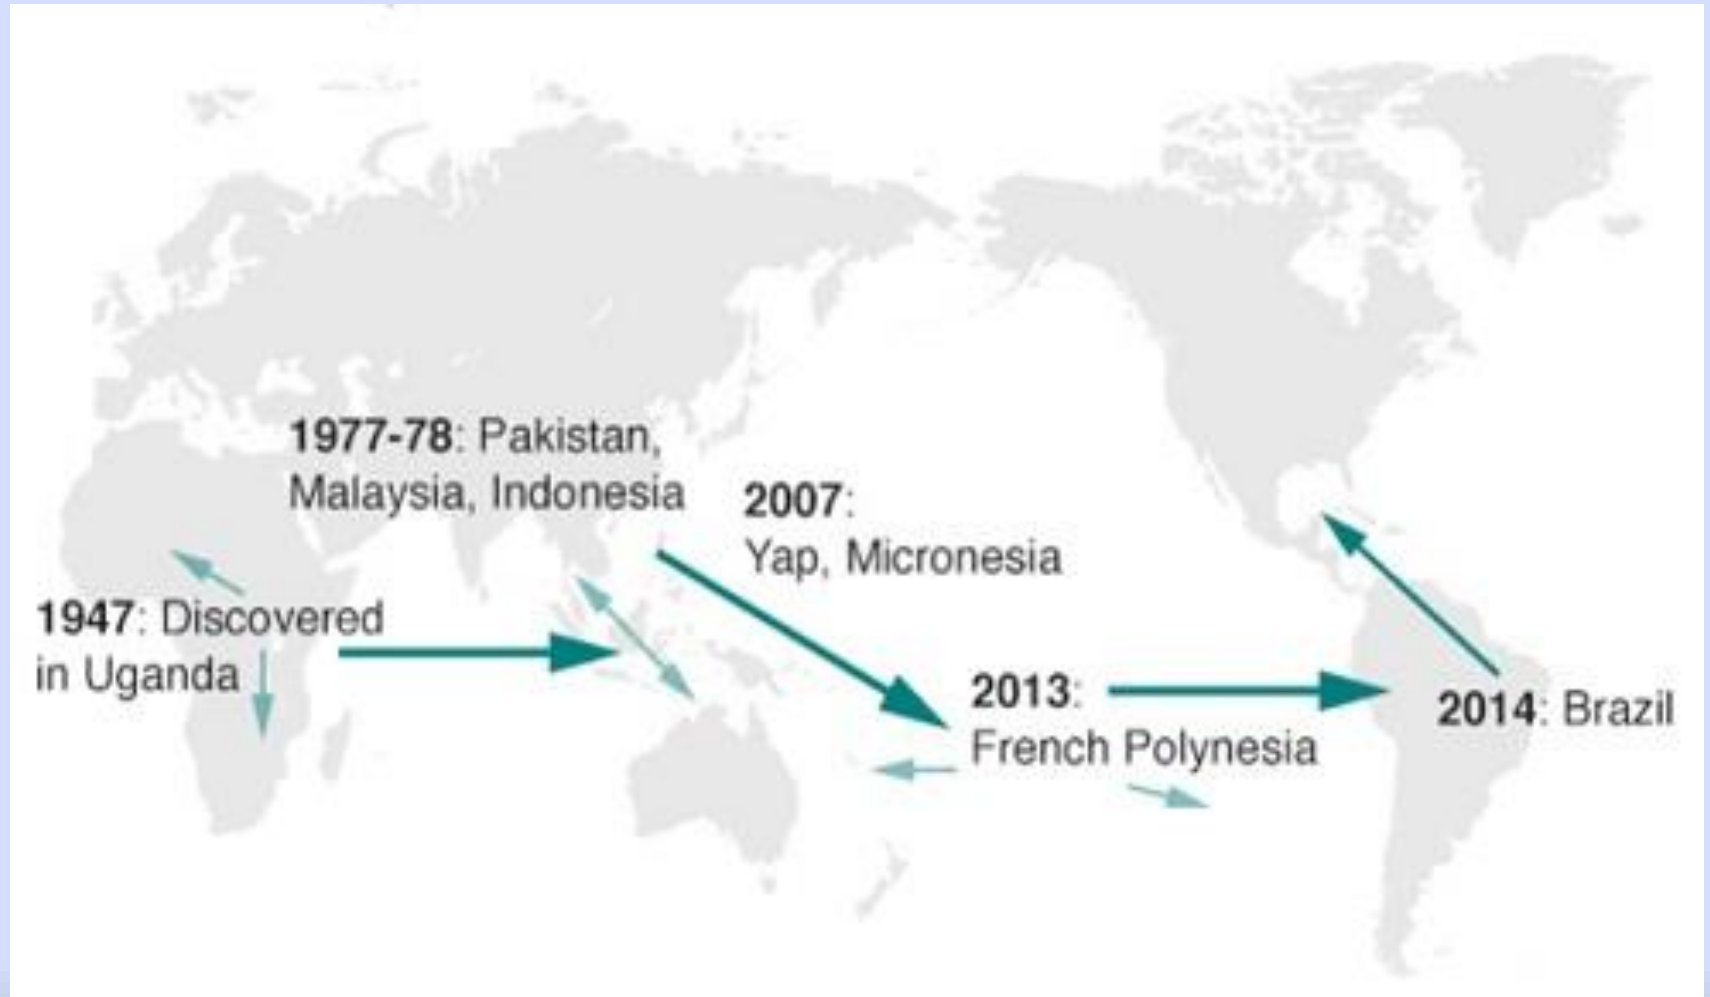 1977-78: Pakistan,
Malaysia, Indonesia
2007:
Yap, Micronesia
1947: Discovered
in Uganda
2013:
French Polynesia
2014: Brazil